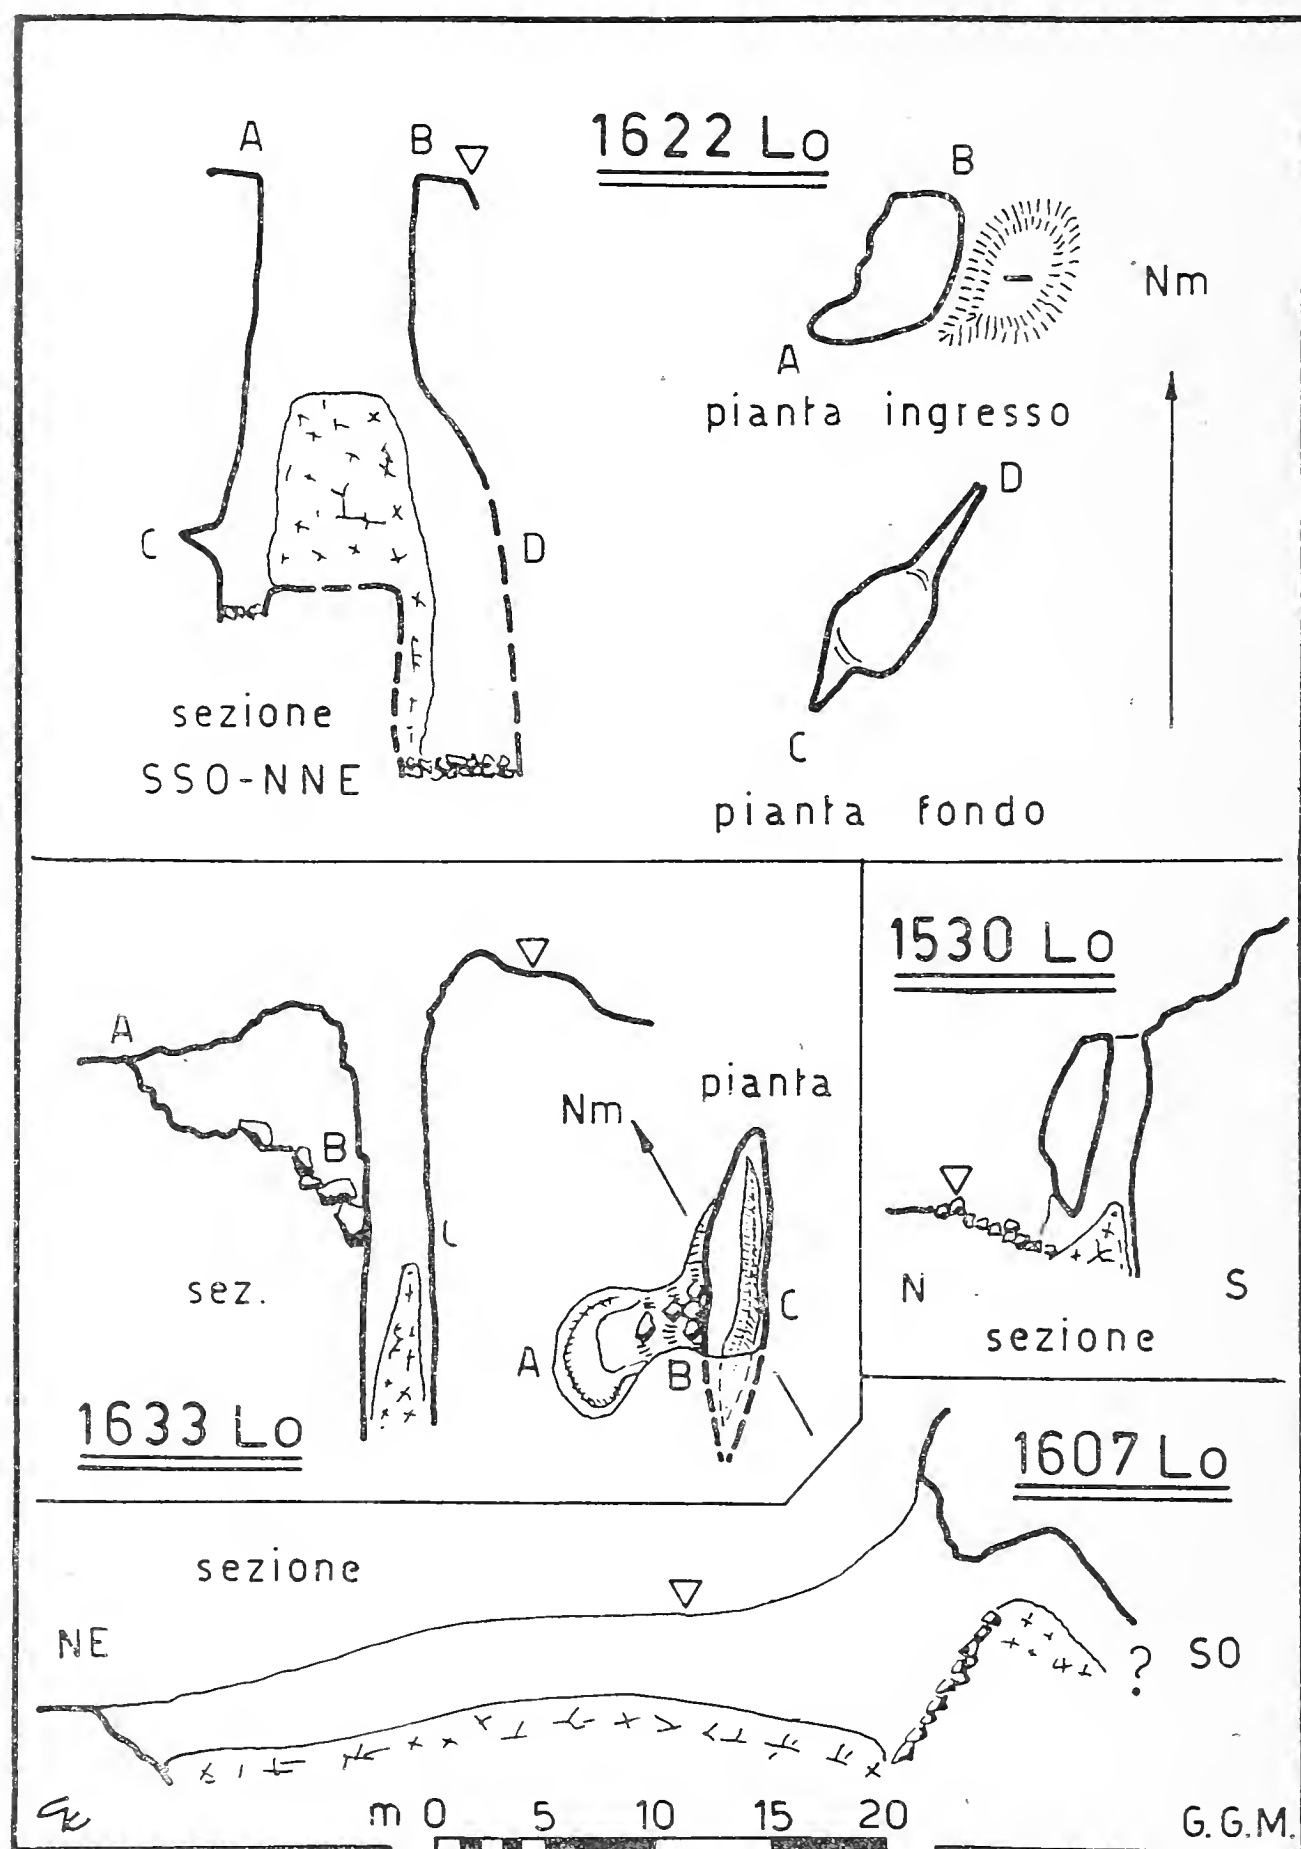 1622 Lo
A
B
B
A
Nm
pianta ingresso
C
D
D
C
sezione
SSO-NNE
pianta fondo
1530 Lo
N
S
sezione
A
B
sez.
1633 Lo
pianta
Nm
A
B
C
1607 Lo
sezione
NE
?
SO
m 0 5 10 15 20
G.G.M.